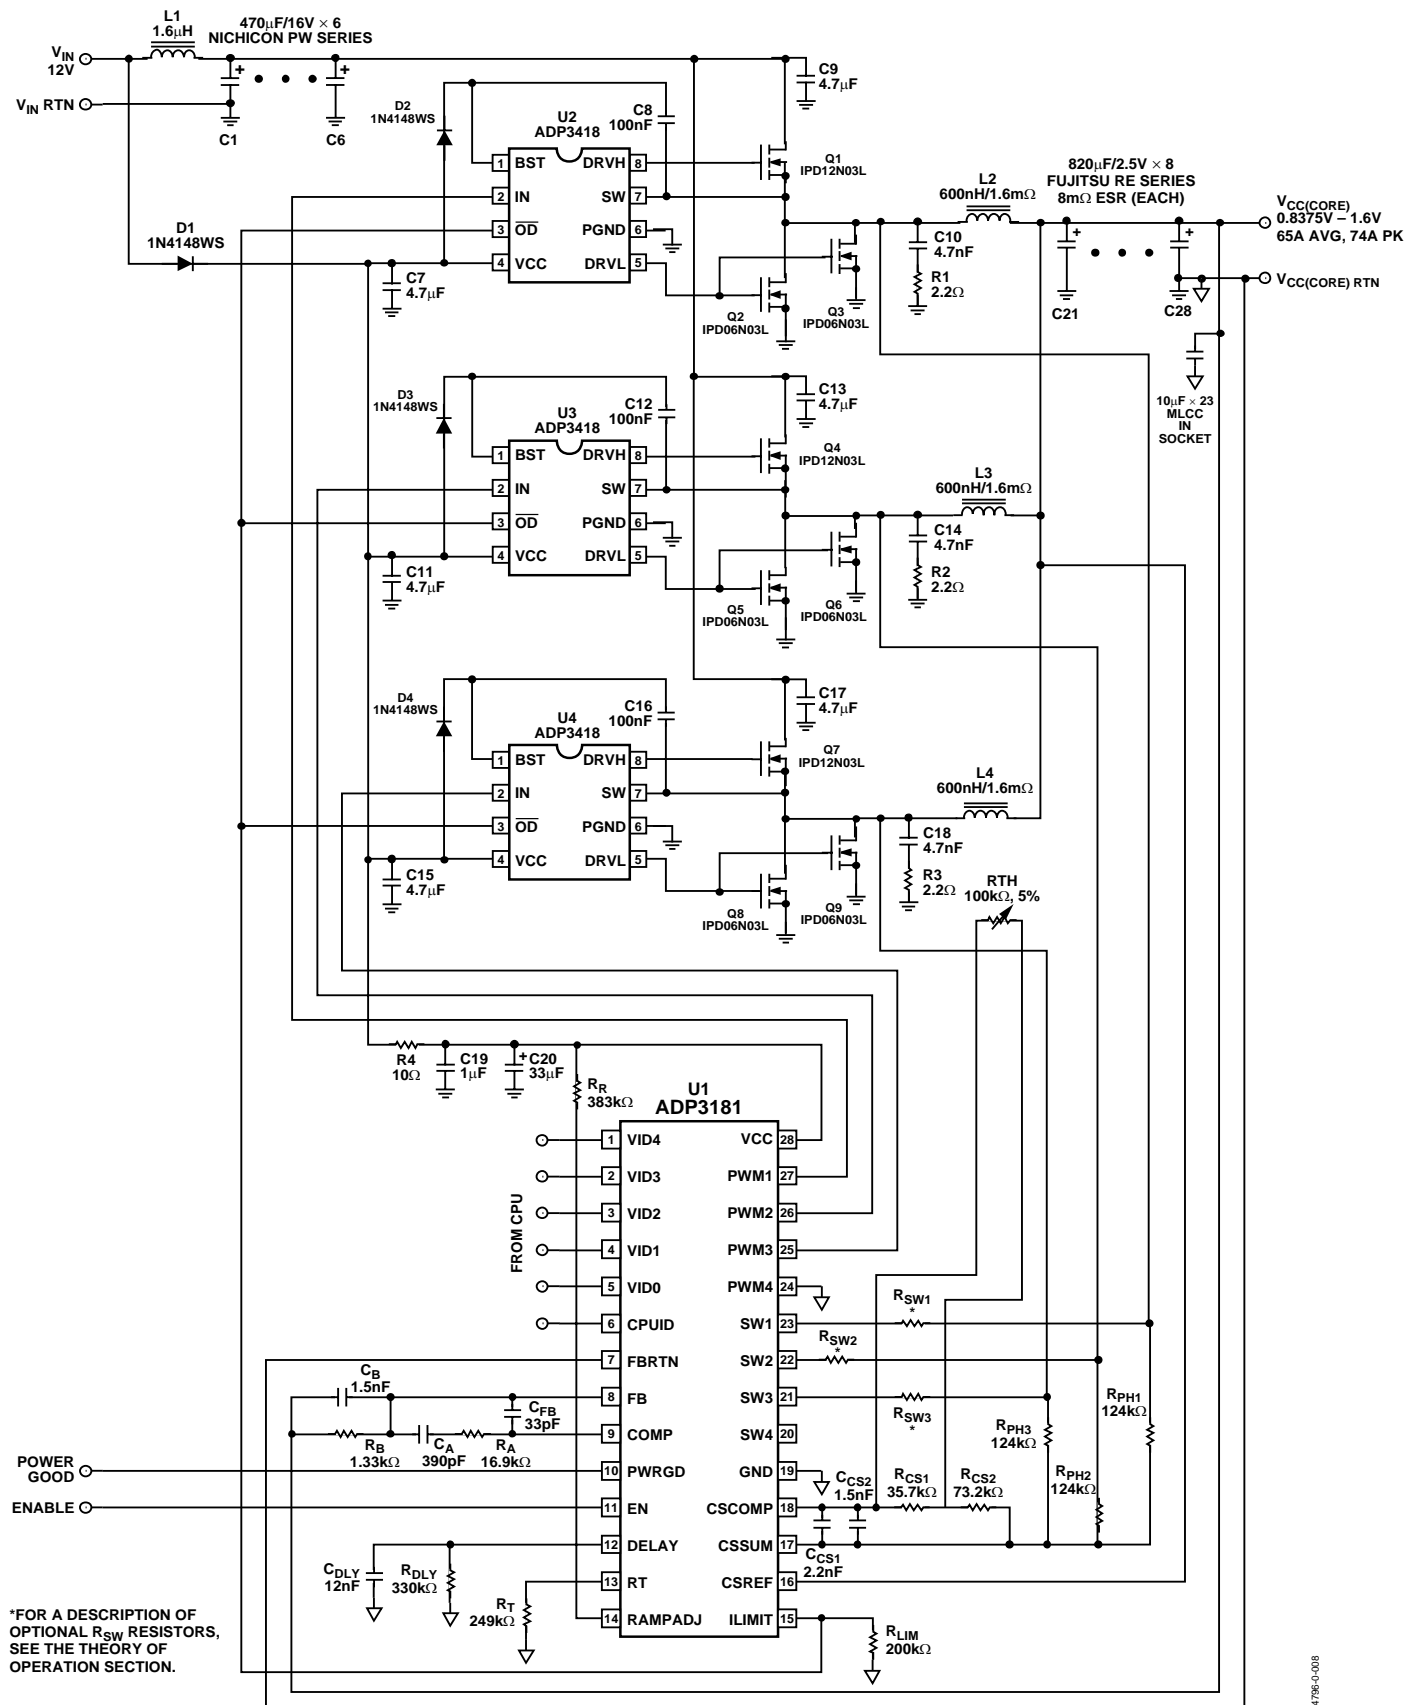 L1
1.6μH
470μF/16V × 6
NICHICON PW SERIES
VIN
12V
VIN RTN
C1
C6
D1
1N4148WS
D2
1N4148WS
U2
ADP3418
C8
100nF
C9
4.7μF
1 BST DRVH 8
2 IN SW 7
3 OD PGND 6
4 VCC DRVL 5
C7
4.7μF
Q1
IPD12N03L
Q2
IPD06N03L
Q3
IPD06N03L
C10
4.7nF
R1
2.2Ω
L2
600nH/1.6mΩ
820μF/2.5V × 8
FUJITSU RE SERIES
8mΩ ESR (EACH)
C21
C28
VCC(CORE)
0.8375V – 1.6V
65A AVG, 74A PK
VCC(CORE) RTN
10μF × 23
MLCC
IN
SOCKET
D3
1N4148WS
U3
ADP3418
C12
100nF
C13
4.7μF
1 BST DRVH 8
2 IN SW 7
3 OD PGND 6
4 VCC DRVL 5
C11
4.7μF
Q4
IPD12N03L
Q5
IPD06N03L
Q6
IPD06N03L
C14
4.7nF
R2
2.2Ω
L3
600nH/1.6mΩ
D4
1N4148WS
U4
ADP3418
C16
100nF
C17
4.7μF
1 BST DRVH 8
2 IN SW 7
3 OD PGND 6
4 VCC DRVL 5
C15
4.7μF
Q7
IPD12N03L
Q8
IPD06N03L
Q9
IPD06N03L
C18
4.7nF
R3
2.2Ω
L4
600nH/1.6mΩ
RTH
100kΩ, 5%
R4
10Ω
C19
1μF
+C20
33μF
RR
383kΩ
U1
ADP3181
FROM CPU
1 VID4 VCC 28
2 VID3 PWM1 27
3 VID2 PWM2 26
4 VID1 PWM3 25
5 VID0 PWM4 24
6 CPUID SW1 23
7 FBRTN SW2 22
8 FB SW3 21
9 COMP SW4 20
10 PWRGD GND 19
11 EN CSCOMP 18
12 DELAY CSSUM 17
13 RT CSREF 16
14 RAMPADJ ILIMIT 15
RSW1
*
RSW2
*
RSW3
*
CB
1.5nF
CFB
33pF
RB
1.33kΩ
CA
390pF
RA
16.9kΩ
POWER
GOOD
ENABLE
RPH1
124kΩ
RPH3
124kΩ
RPH2
124kΩ
CCS2
1.5nF
RCS1
35.7kΩ
RCS2
73.2kΩ
CCS1
2.2nF
CDLY
12nF
RDLY
330kΩ
RT
249kΩ
RLIM
200kΩ
*FOR A DESCRIPTION OF
OPTIONAL RSW RESISTORS,
SEE THE THEORY OF
OPERATION SECTION.
4796-0-008